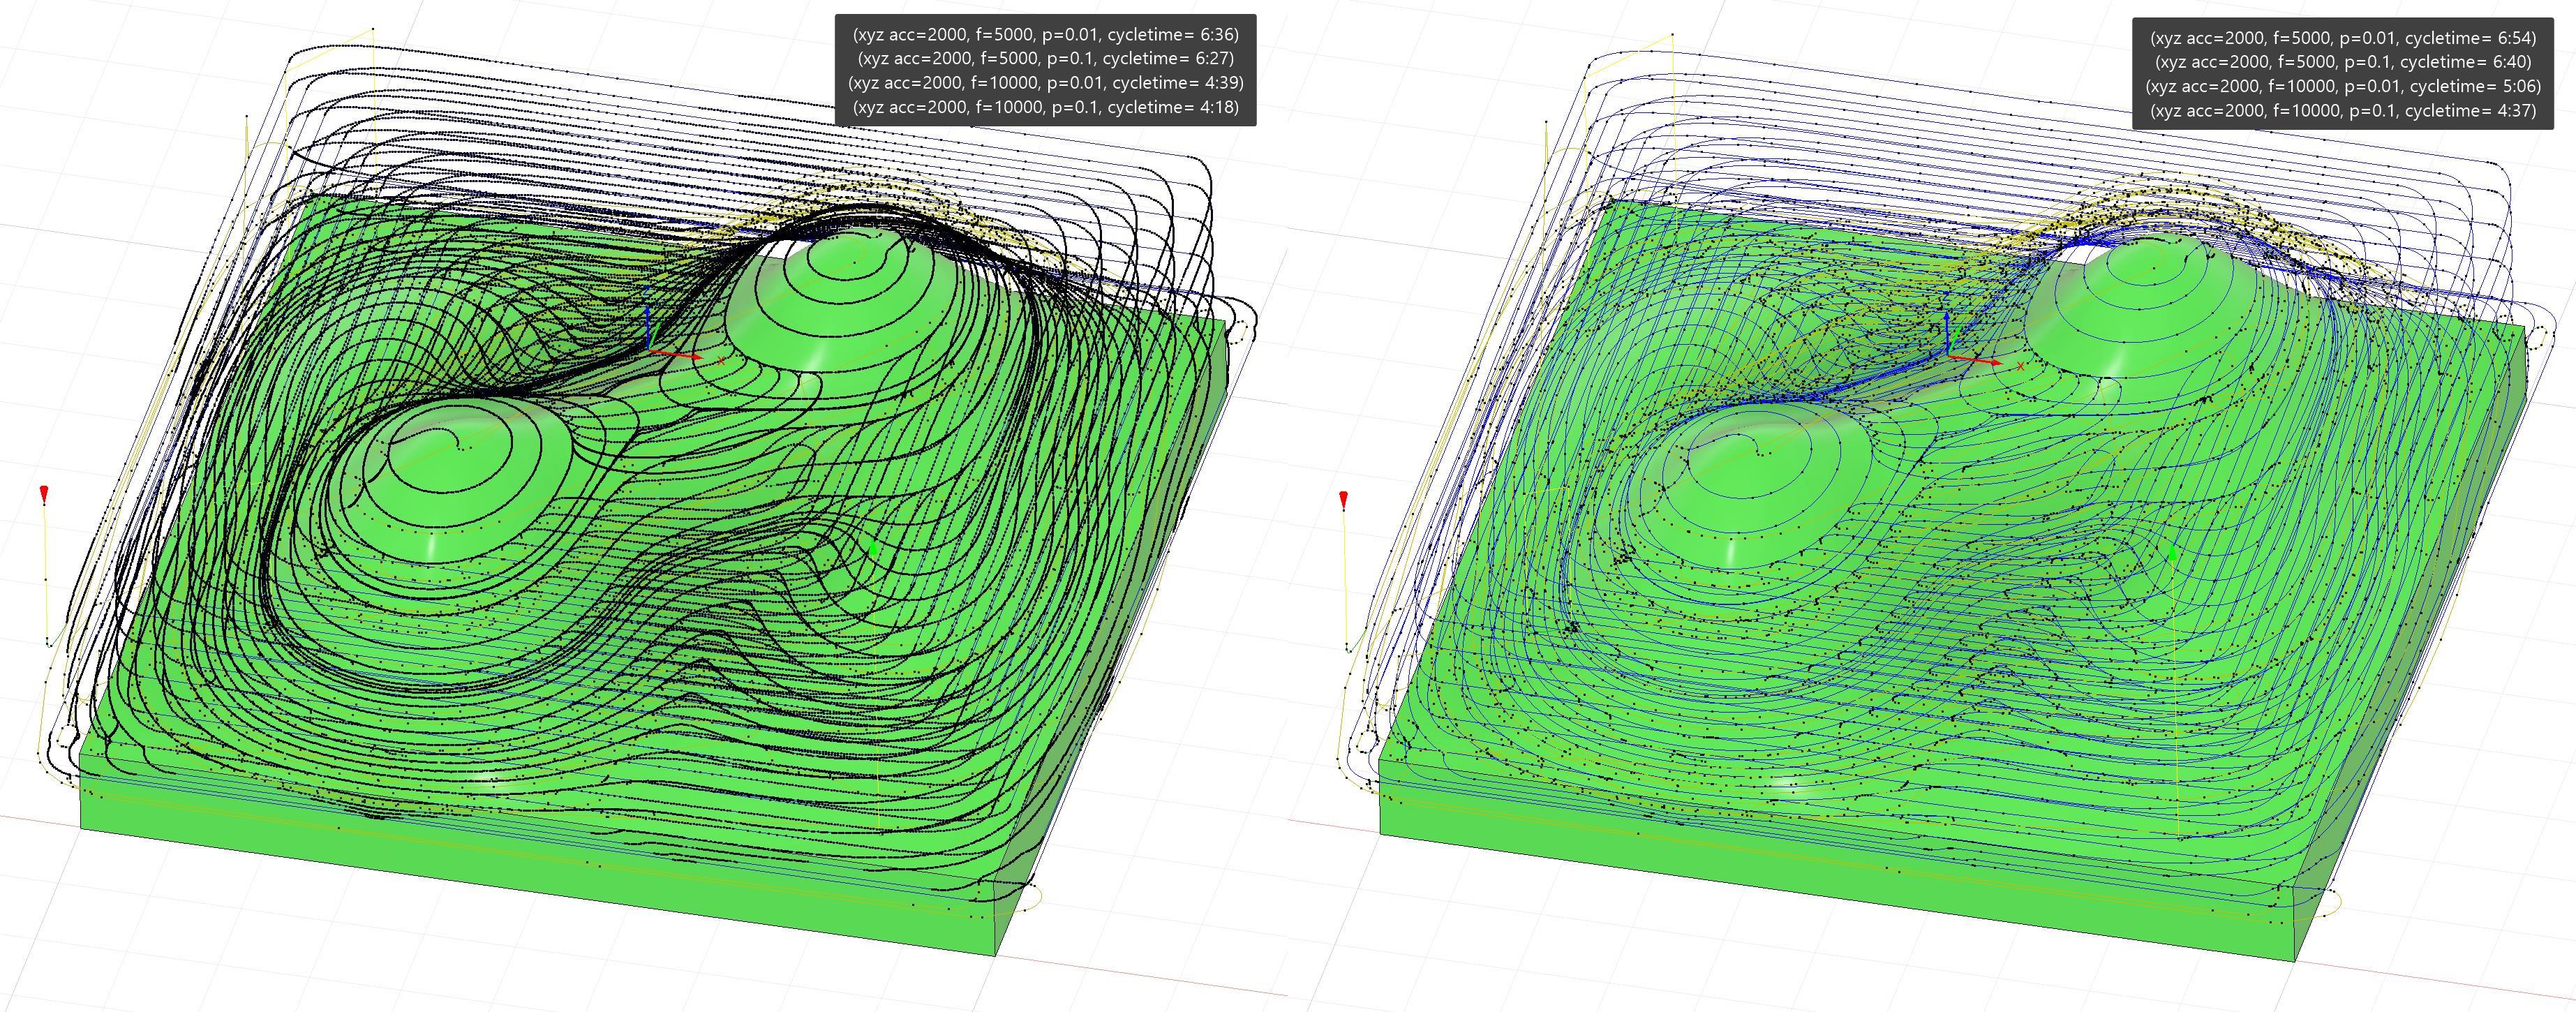 (xyz acc=2000, f=5000, p=0.01, cycletime= 6:36)
(xyz acc=2000, f=5000, p=0.1, cycletime= 6:27)
(xyz acc=2000, f=10000, p=0.01, cycletime= 4:39)
(xyz acc=2000, f=10000, p=0.1, cycletime= 4:18)
(xyz acc=2000, f=5000, p=0.01, cycletime= 6:54)
(xyz acc=2000, f=5000, p=0.1, cycletime= 6:40)
(xyz acc=2000, f=10000, p=0.01, cycletime= 5:06)
(xyz acc=2000, f=10000, p=0.1, cycletime= 4:37)
x
x